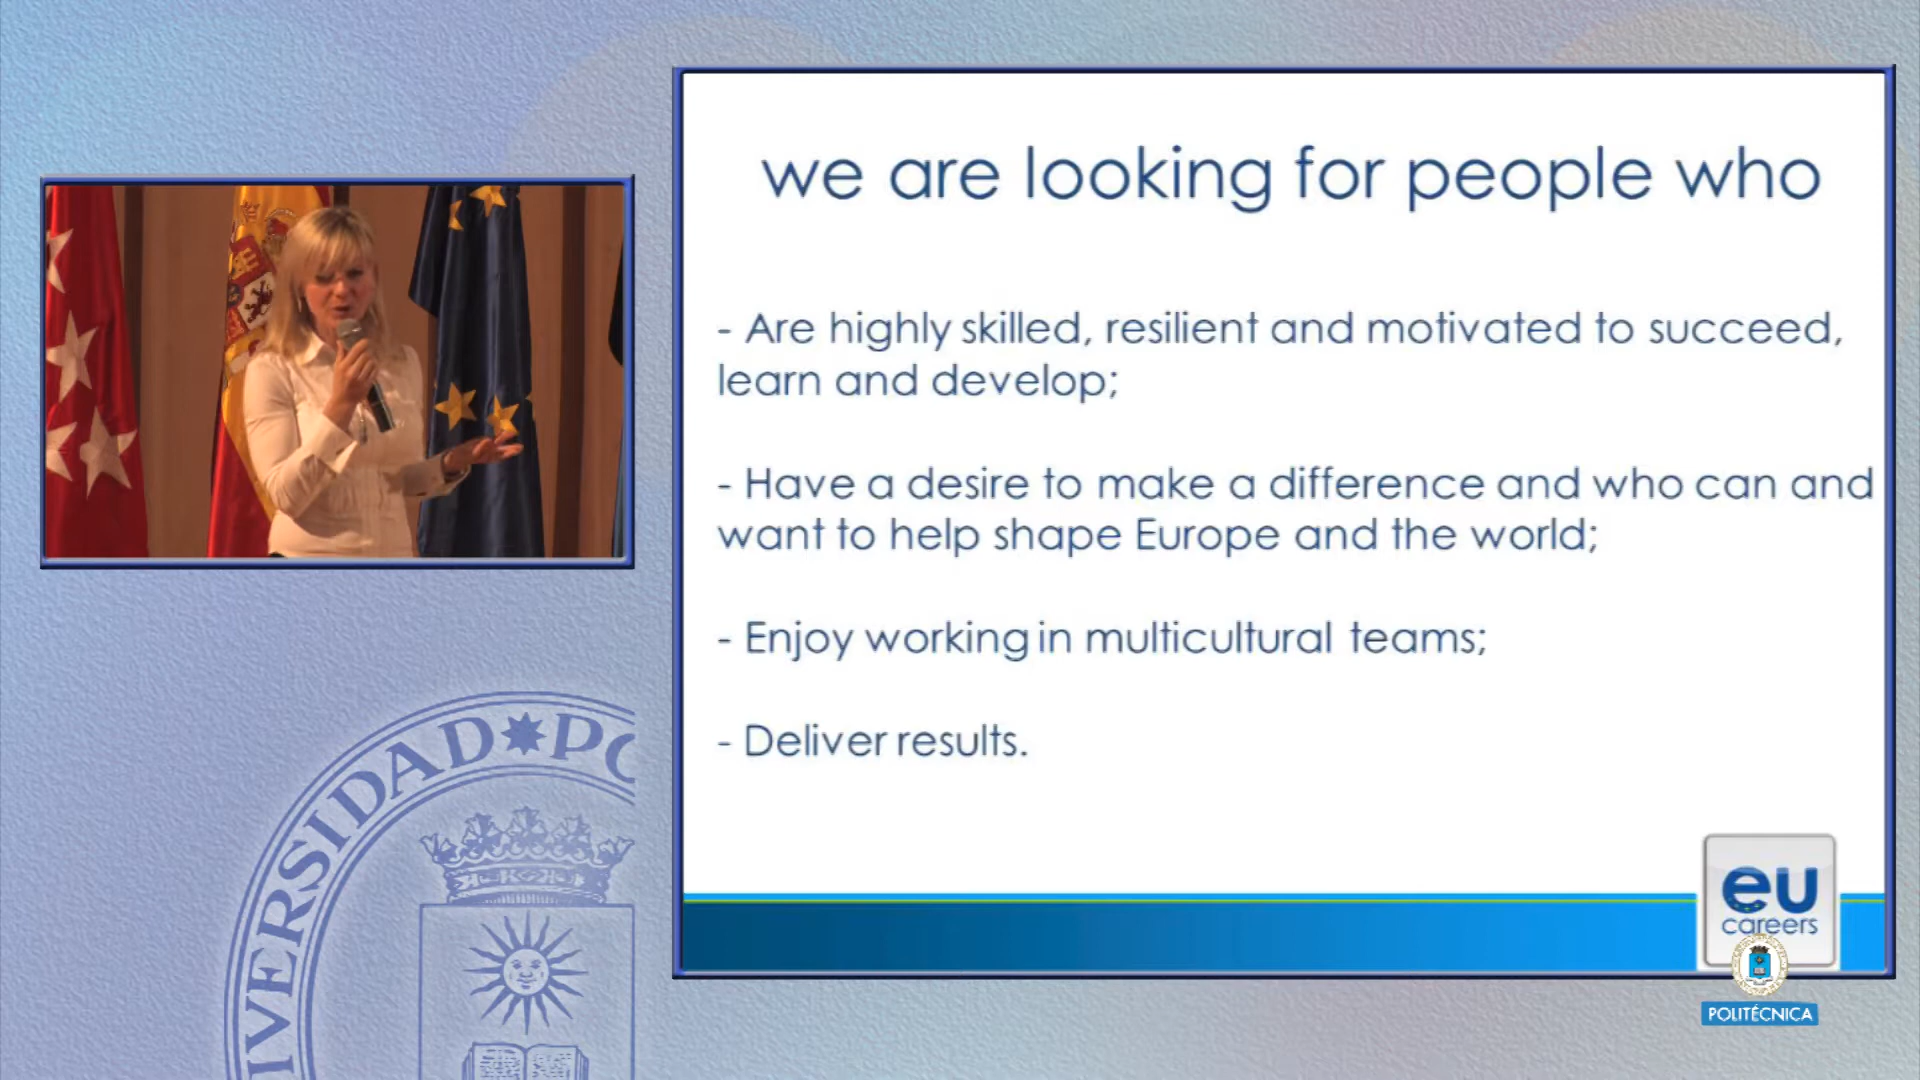 we are looking for people who
- Are highly skilled, resilient and motivated to succeed,
learn and develop;
- Have a desire to make a difference and who can and
want to help shape Europe and the world;
- Enjoy working in multicultural teams;
- Deliver results.
eu
careers
POLITÉCNICA
IVERSIDAD PO